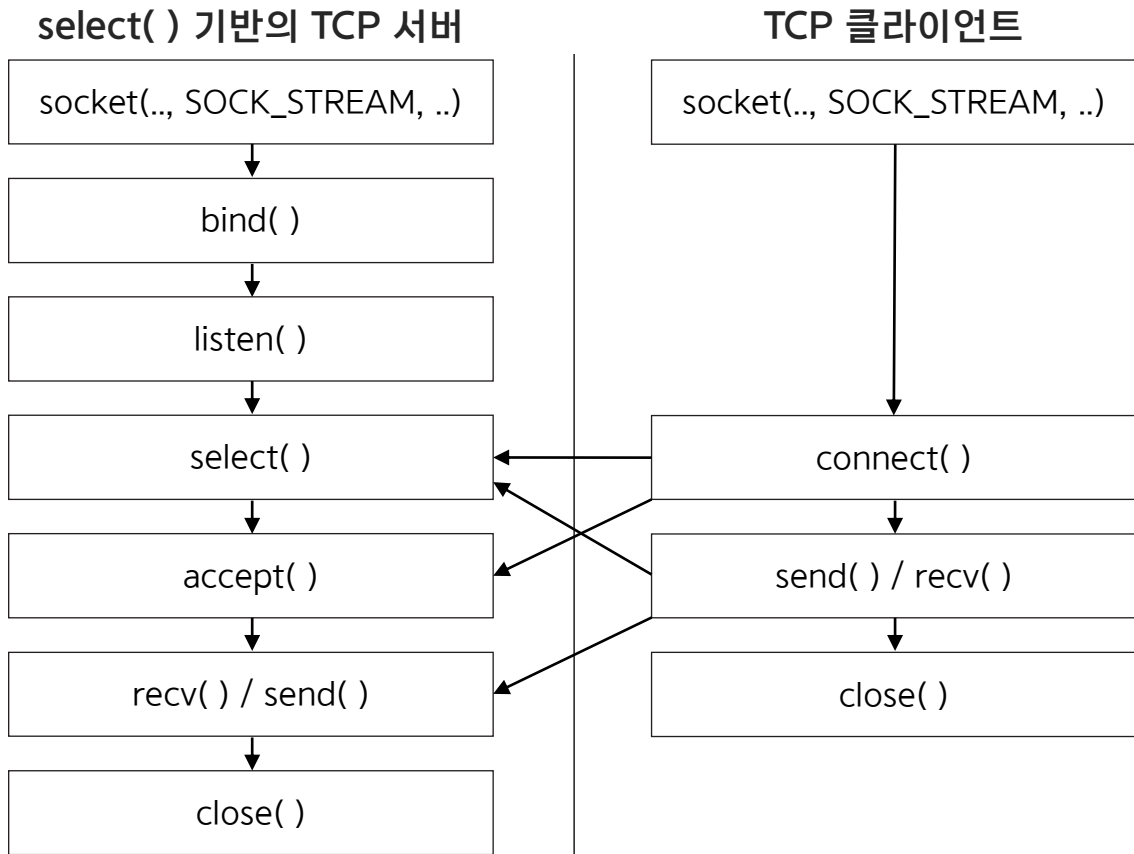 select( ) 기반의 TCP 서버
socket(.., SOCK_STREAM, ..)
bind( )
listen( )
select( )
accept( )
recv( ) / send( )
close( )
TCP 클라이언트
socket(.., SOCK_STREAM, ..)
connect( )
send( ) / recv( )
close( )